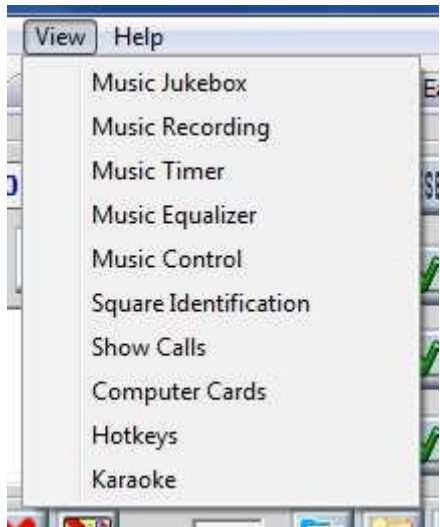 View Help
Music Jukebox
Music Recording
Music Timer
Music Equalizer
Music Control
Square Identification
Show Calls
Computer Cards
Hotkeys
Karaoke